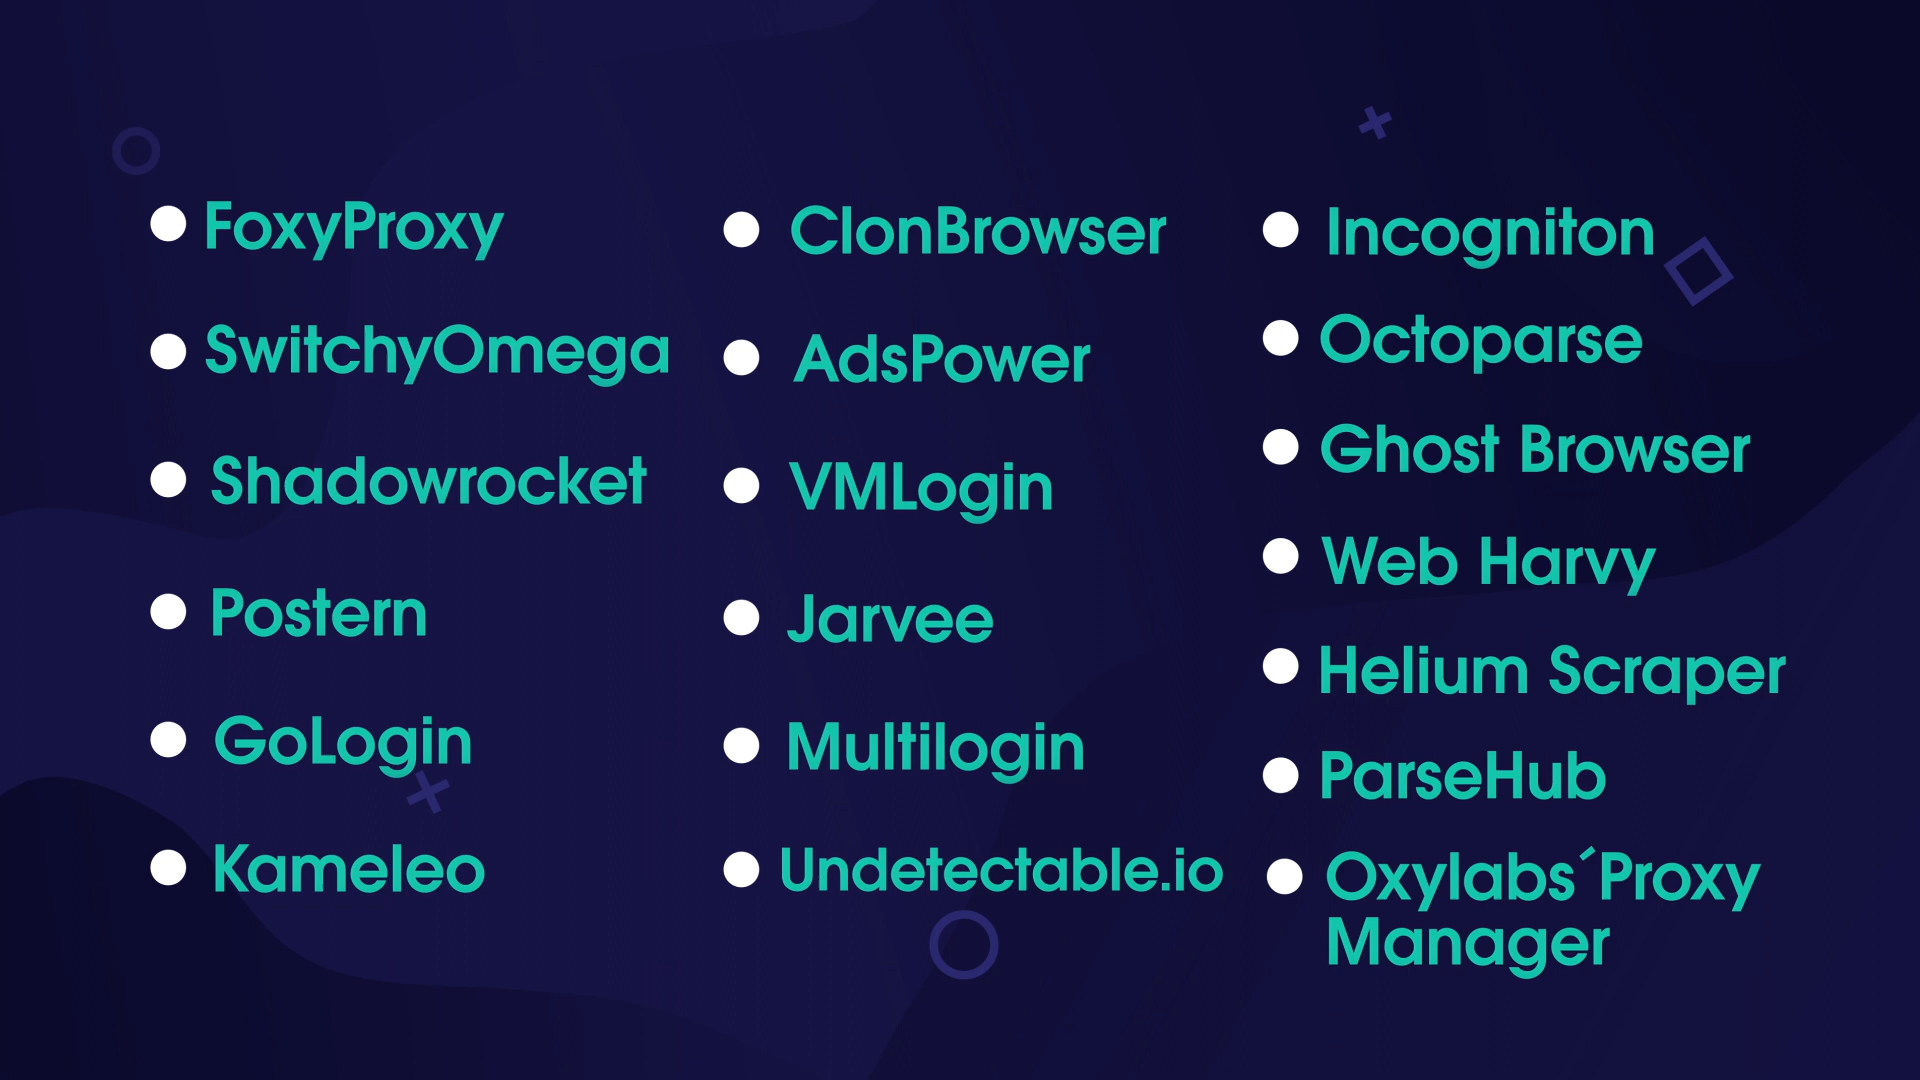 FoxyProxy
SwitchyOmega
Shadowrocket
Postern
GoLogin
Kameleo
ClonBrowser
AdsPower
VMLogin
Jarvee
Multilogin
Undetectable.io
Incogniton
Octoparse
Ghost Browser
Web Harvy
Helium Scraper
ParseHub
Oxylabs´Proxy
Manager